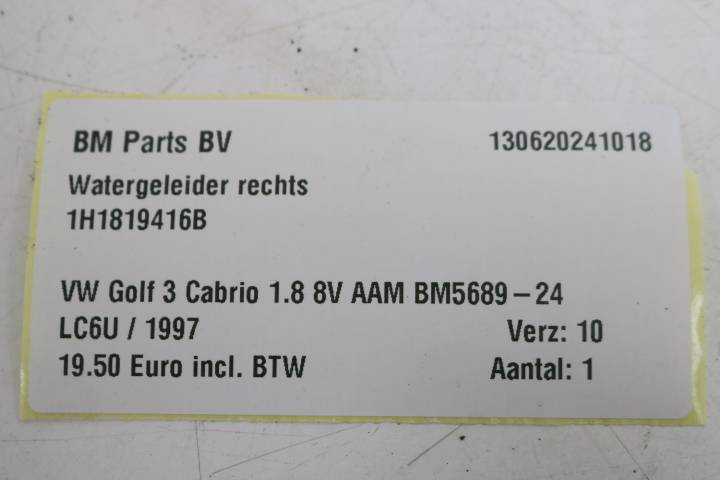 BM Parts BV 130620241018
Watergeleider rechts
1H1819416B
VW Golf 3 Cabrio 1.8 8V AAM BM5689-24
LC6U / 1997 Verz: 10
19.50 Euro incl. BTW Aantal: 1